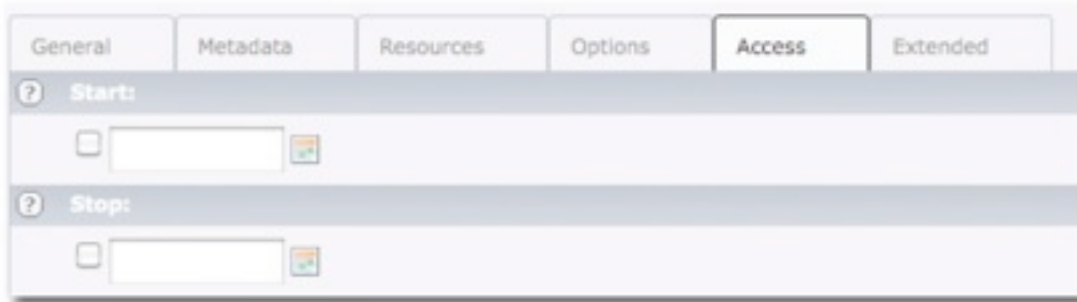 General Metadata Resources Options Access Extended
? Start:
? Stop: